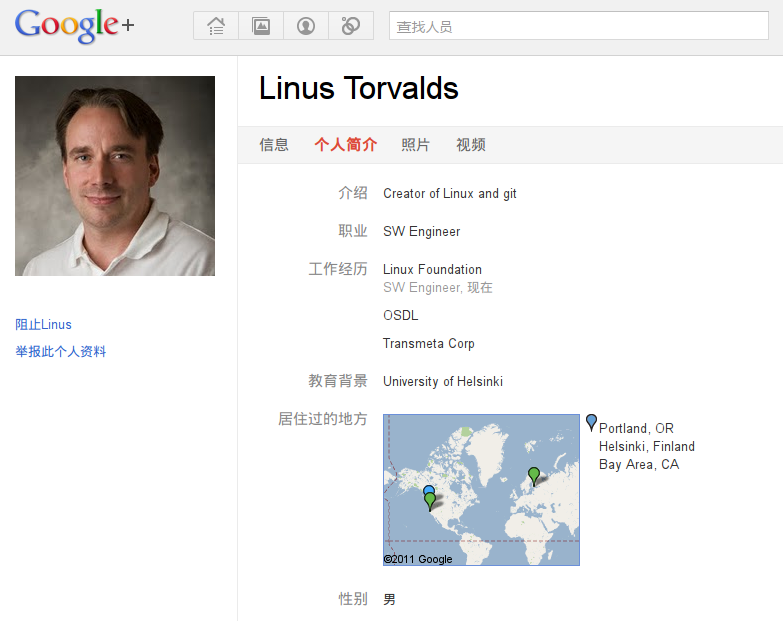 Google+
查找人员
Linus Torvalds
信息 个人简介 照片 视频
介绍 Creator of Linux and git
职业 SW Engineer
工作经历 Linux Foundation
SW Engineer, 现在
OSDL
Transmeta Corp
阻止Linus
举报此个人资料
教育背景 University of Helsinki
居住过的地方
Portland, OR
Helsinki, Finland
Bay Area, CA
©2011 Google
性别 男